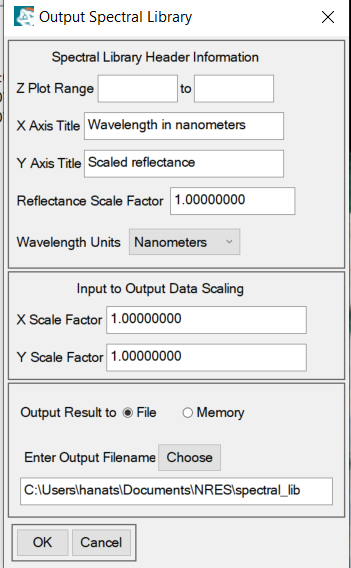 Output Spectral Library
Spectral Library Header Information
Z Plot Range to
X Axis Title Wavelength in nanometers
Y Axis Title Scaled reflectance
Reflectance Scale Factor 1.00000000
Wavelength Units Nanometers
Input to Output Data Scaling
X Scale Factor 1.00000000
Y Scale Factor 1.00000000
Output Result to File Memory
Enter Output Filename Choose
C:\Users\hanats\Documents\NRES\spectral_lib
OK Cancel